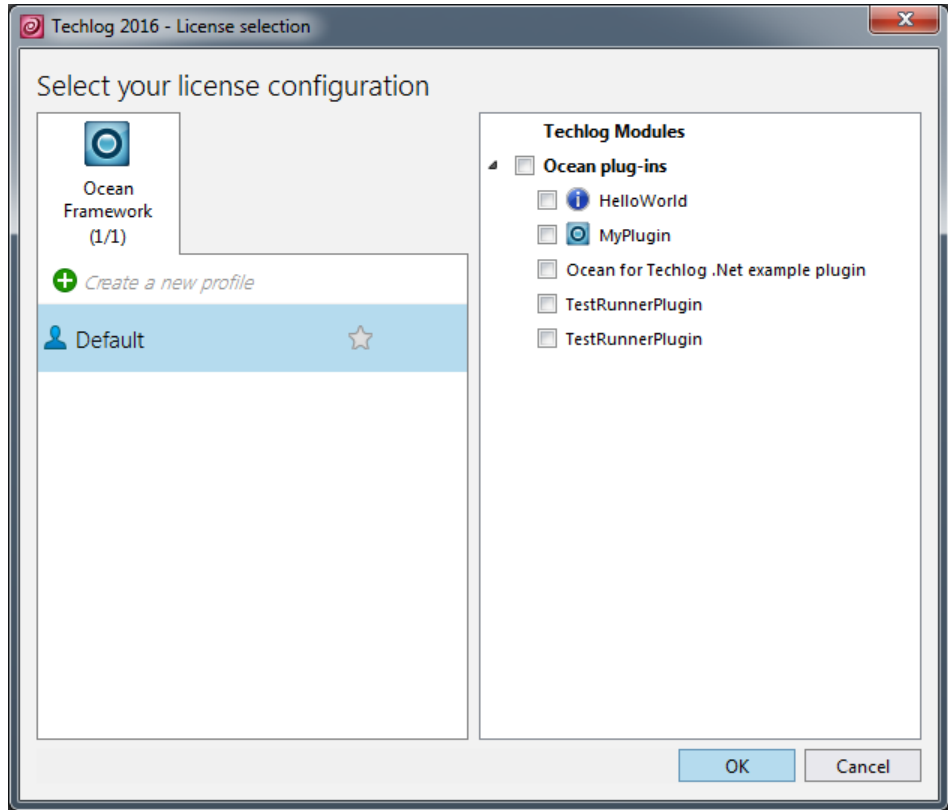 Techlog 2016 - License selection
Select your license configuration
Ocean
Framework
(1/1)
Create a new profile
Default
Techlog Modules
Ocean plug-ins
HelloWorld
MyPlugin
Ocean for Techlog .Net example plugin
TestRunnerPlugin
TestRunnerPlugin
OK
Cancel